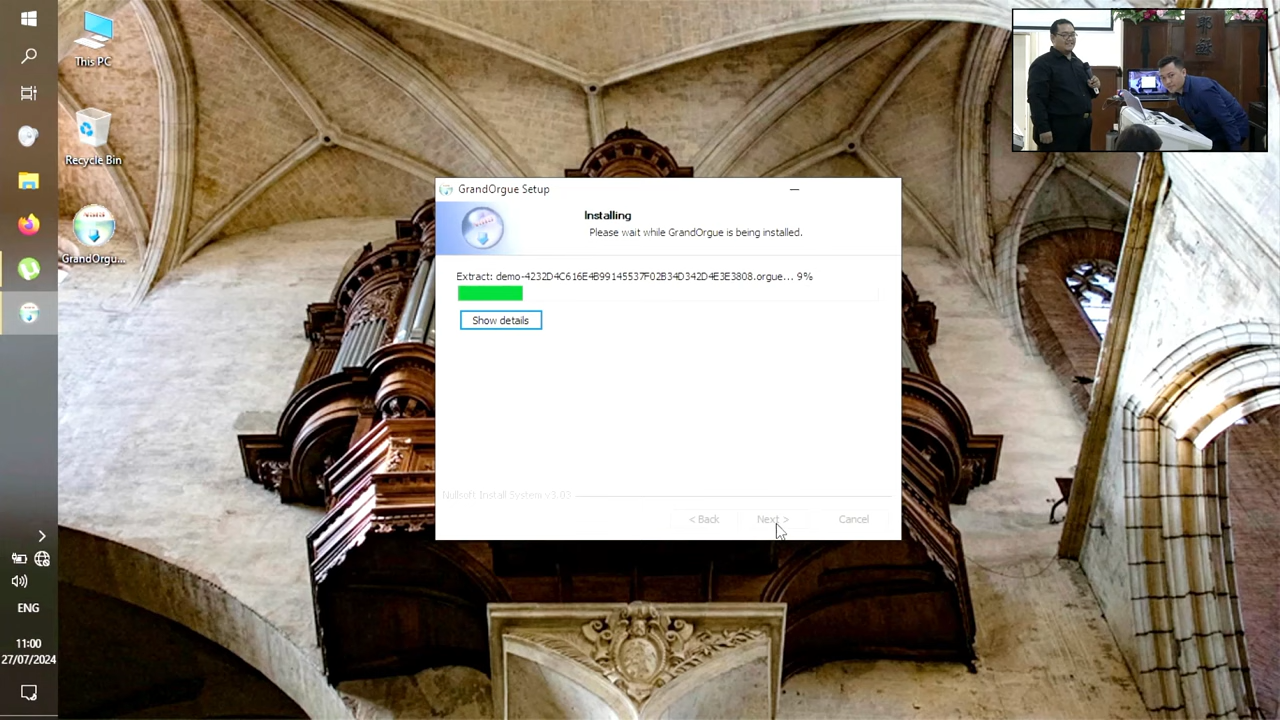 This PC
Recycle Bin
GrandOrgu...
GrandOrgue Setup
Installing
Please wait while GrandOrgue is being installed.
Extract: demo-4232D4C616E4B99145537F02B34D342D4E3E3808.orgue... 9%
Show details
Nullsoft Install System v3.03
< Back
Next >
Cancel
ENG
11:00
27/07/2024